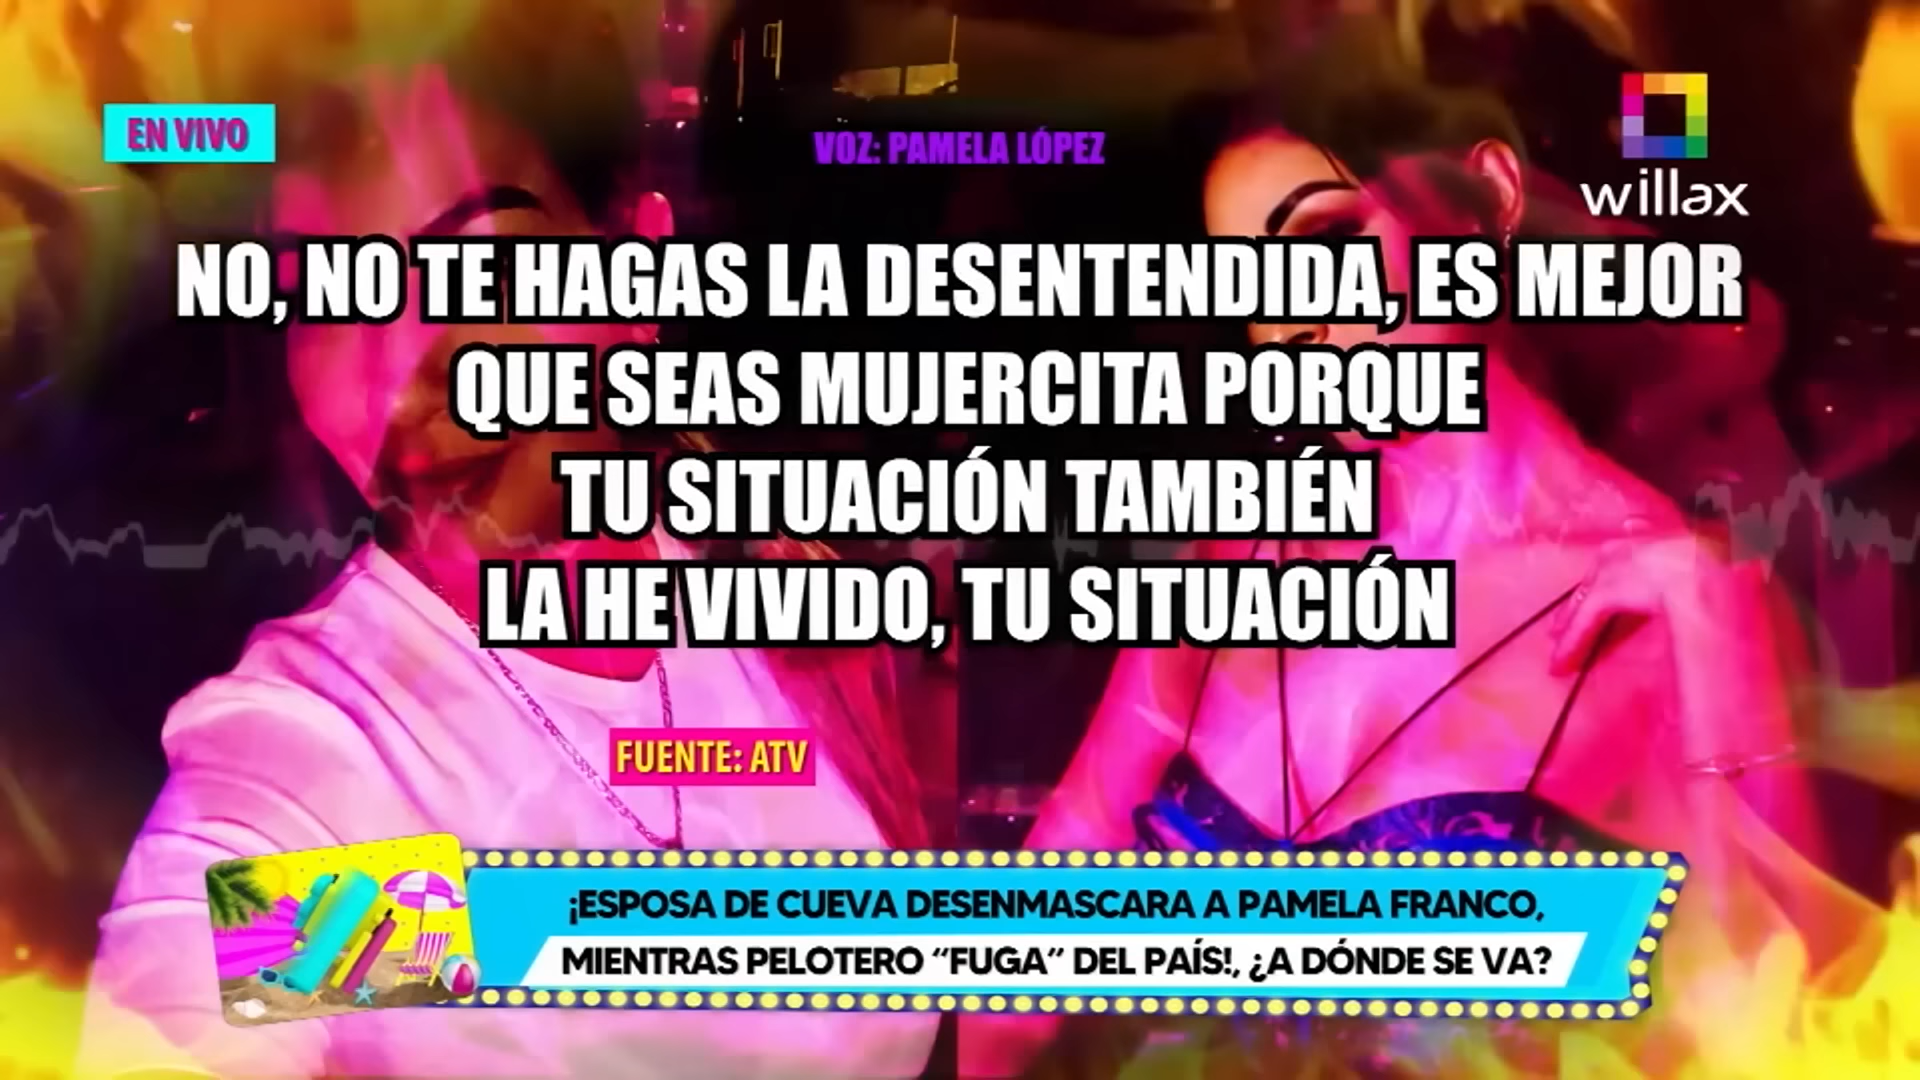 EN VIVO
VOZ: PAMELA LÓPEZ
willax
NO, NO TE HAGAS LA DESENTENDIDA, ES MEJOR
QUE SEAS MUJERCITA PORQUE
TU SITUACIÓN TAMBIÉN
LA HE VIVIDO, TU SITUACIÓN
FUENTE: ATV
¡ESPOSA DE CUEVA DESENMASCARA A PAMELA FRANCO,
MIENTRAS PELOTERO “FUGA” DEL PAÍS!, ¿A DÓNDE SE VA?